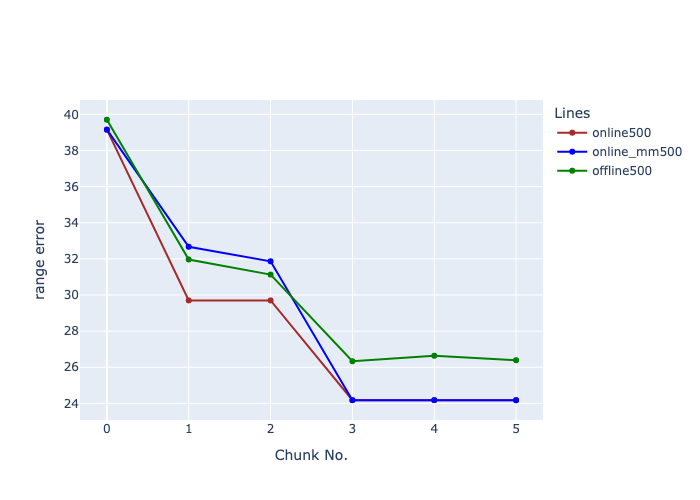 40
38
36
34
32
30
28
26
24
range error
0 1 2 3 4 5
Chunk No.
Lines
online500
online_mm500
offline500